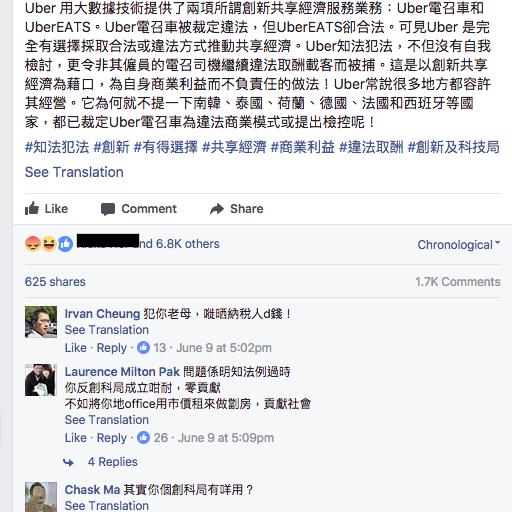 Uber 用大數據技術提供了兩項所謂創新共享經濟服務業務：Uber電召車和
UberEATS。Uber電召車被裁定違法，但UberEATS卻合法。可見Uber 是完
全有選擇採取合法或違法方式推動共享經濟。Uber知法犯法，不但沒有自我
檢討，更令非其僱員的電召司機繼續違法取酬載客而被捕。這是以創新共享經
濟為藉口，為自身商業利益而不負責任的做法！Uber常說很多地方都容許
其經營。它為何就不提一下南韓、泰國、荷蘭、德國、法國和西班牙等國
家，都已裁定Uber電召車為違法商業模式或提出檢控呢！
#知法犯法 #創新 #有得選擇 #共享經濟 #商業利益 #違法取酬 #創新及科技局
See Translation
Like Comment Share
nd 6.8K others Chronological
625 shares 1.7K Comments
Irvan Cheung 犯你老母，嘥晒納稅人d錢！
See Translation
Like · Reply · 13 · June 9 at 5:02pm
Laurence Milton Pak 問題係明知法例過時
你反創科局成立咁耐，零貢獻
不如將你地office用市價租來做劏房，貢獻社會
See Translation
Like · Reply · 26 · June 9 at 5:09pm
4 Replies
Chask Ma 其實你個創科局有咩用？
See Translation